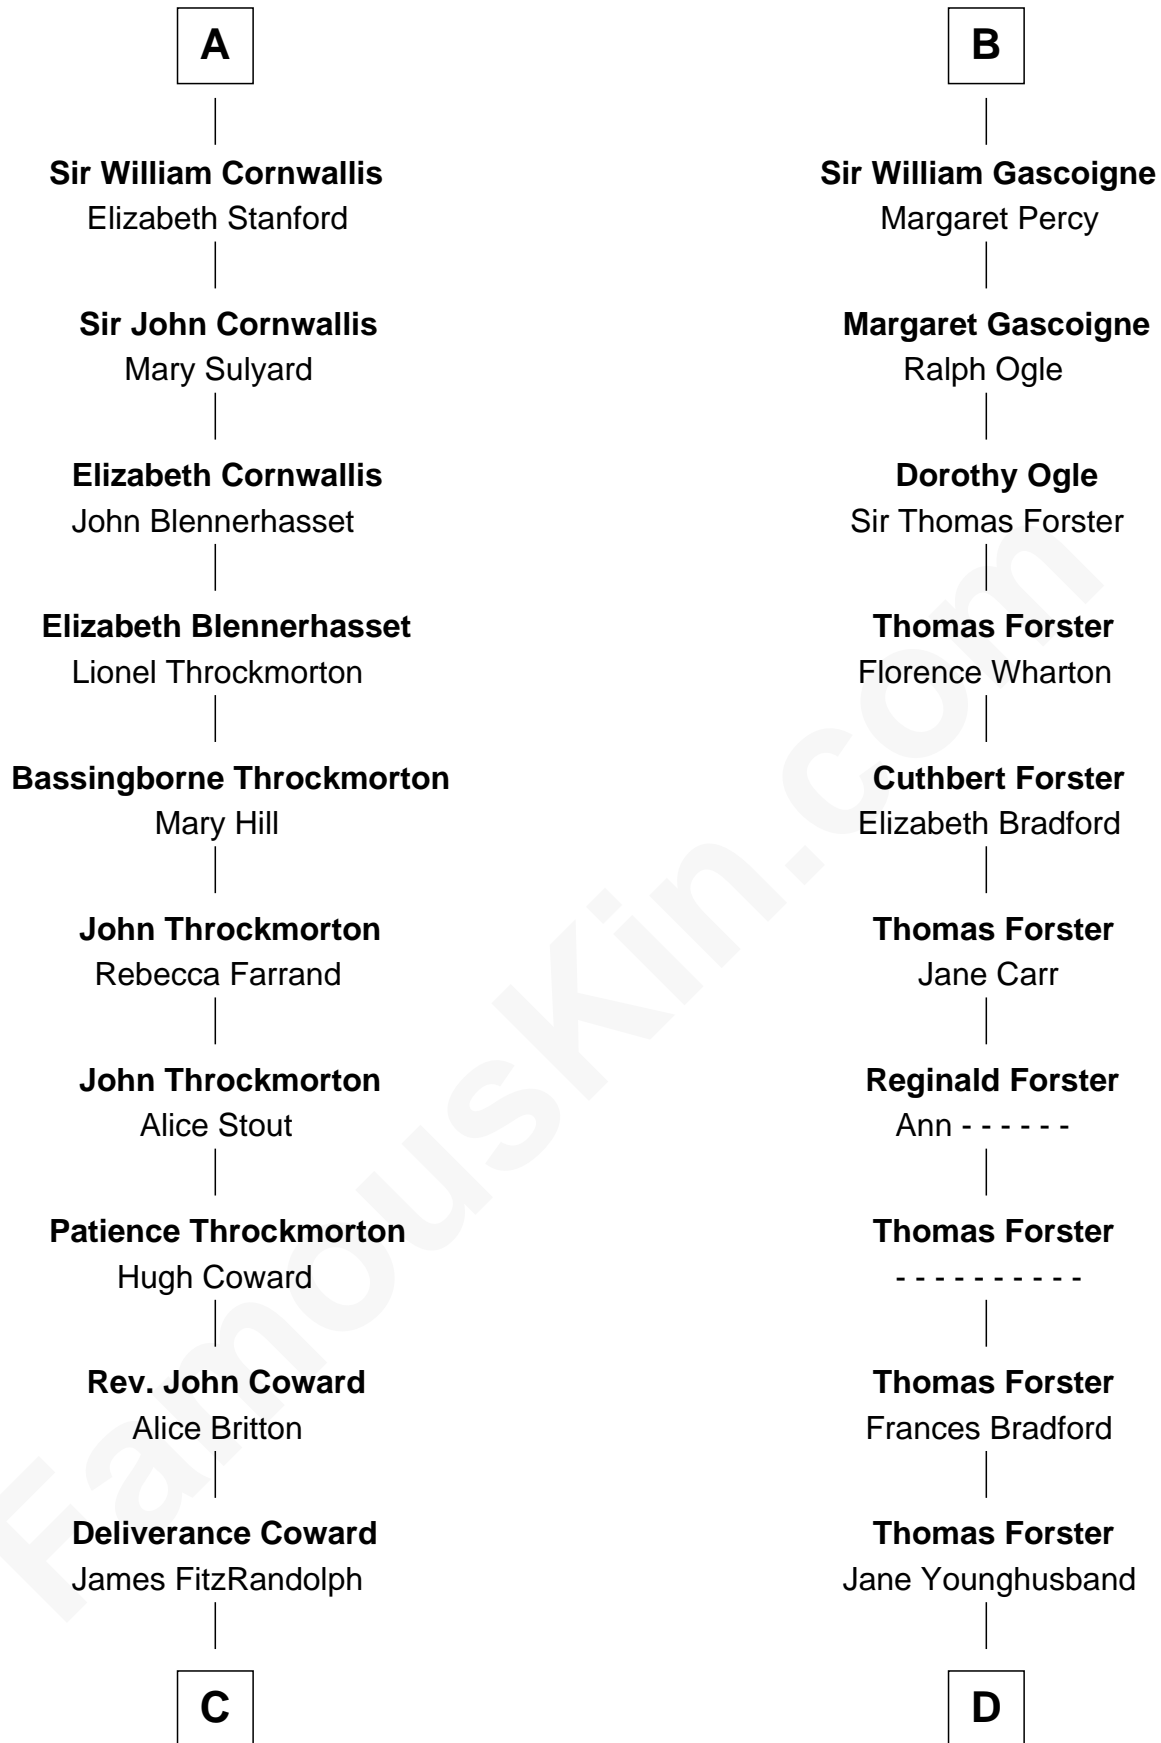 A
Sir William Cornwallis
Elizabeth Stanford
Sir John Cornwallis
Mary Sulyard
Elizabeth Cornwallis
John Blennerhasset
Elizabeth Blennerhasset
Lionel Throckmorton
Bassingborne Throckmorton
Mary Hill
John Throckmorton
Rebecca Farrand
John Throckmorton
Alice Stout
Patience Throckmorton
Hugh Coward
Rev. John Coward
Alice Britton
Deliverance Coward
James FitzRandolph
C
B
Sir William Gascoigne
Margaret Percy
Margaret Gascoigne
Ralph Ogle
Dorothy Ogle
Sir Thomas Forster
Thomas Forster
Florence Wharton
Cuthbert Forster
Elizabeth Bradford
Thomas Forster
Jane Carr
Reginald Forster
Ann - - - - - -
Thomas Forster
- - - - - - - - - -
Thomas Forster
Frances Bradford
Thomas Forster
Jane Younghusband
D
FamousKin.com